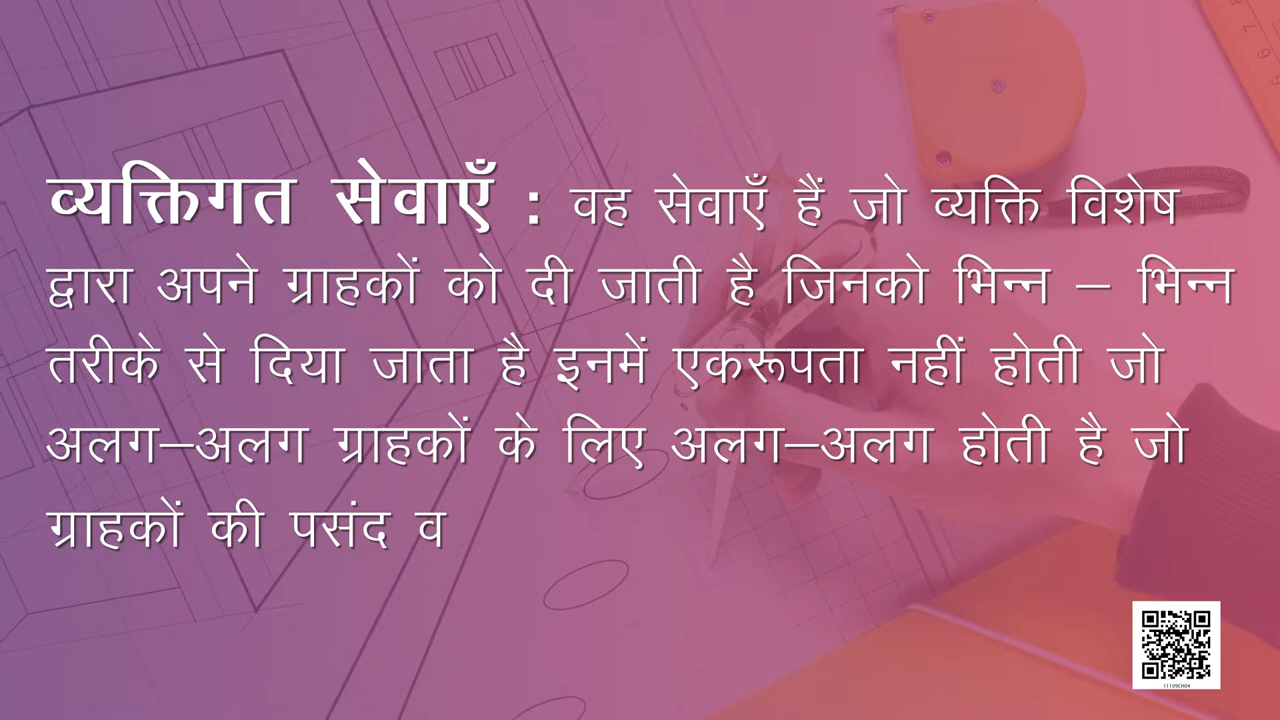 व्यक्तिगत सेवाएँ : वह सेवाएँ हैं जो व्यक्ति विशेष
द्वारा अपने ग्राहकों को दी जाती है जिनको भिन्न – भिन्न
तरीके से दिया जाता है इनमें एकरूपता नहीं होती जो
अलग–अलग ग्राहकों के लिए अलग–अलग होती है जो
ग्राहकों की पसंद व
11109CH04